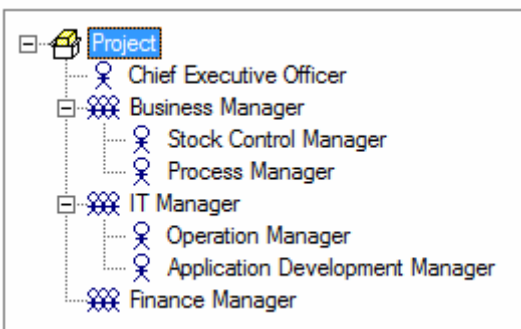 Project
Chief Executive Officer
Business Manager
Stock Control Manager
Process Manager
IT Manager
Operation Manager
Application Development Manager
Finance Manager